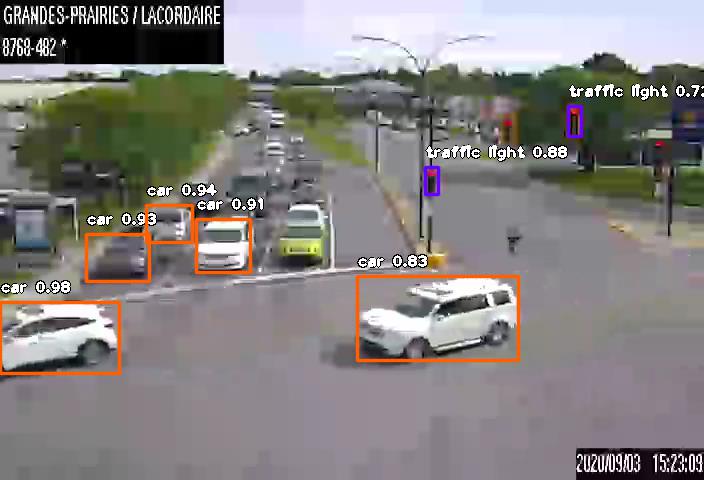 GRANDES-PRAIRIES / LACORDAIRE
8768-482 *
traffic light 0.72
traffic light 0.88
car 0.94
car 0.91
car 0.93
car 0.83
car 0.98
2020/09/03 15:23:09